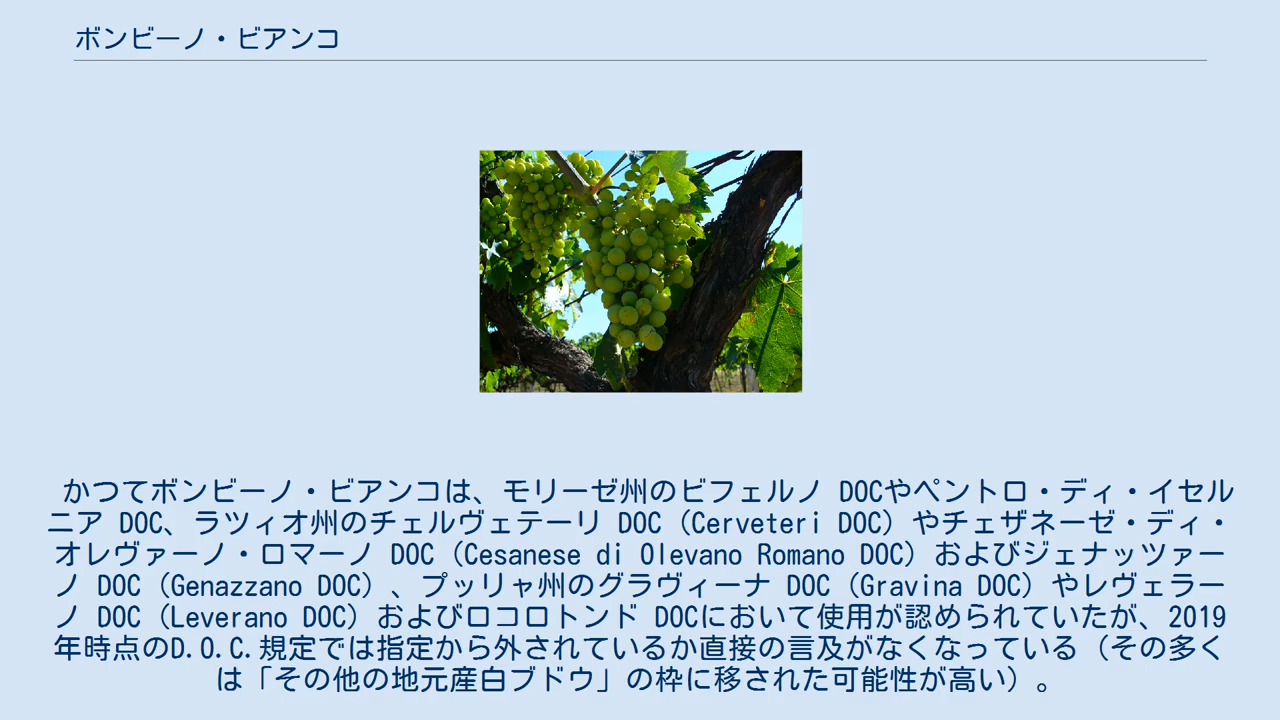 ボンビーノ・ビアンコ
かつてボンビーノ・ビアンコは、モリーゼ州のビフェルノ DOCやペントロ・ディ・イセル
ニア DOC、ラツィオ州のチェルヴェテーリ DOC（Cerveteri DOC）やチェザネーゼ・ディ・
オレヴァーノ・ロマーノ DOC（Cesanese di Olevano Romano DOC）およびジェナッツァー
ノ DOC（Genazzano DOC）、プッリャ州のグラヴィーナ DOC（Gravina DOC）やレヴェラー
ノ DOC（Leverano DOC）およびロコロトンド DOCにおいて使用が認められていたが、2019
年時点のD.O.C.規定では指定から外されているか直接の言及がなくなっている（その多く
は「その他の地元産白ブドウ」の枠に移された可能性が高い）。